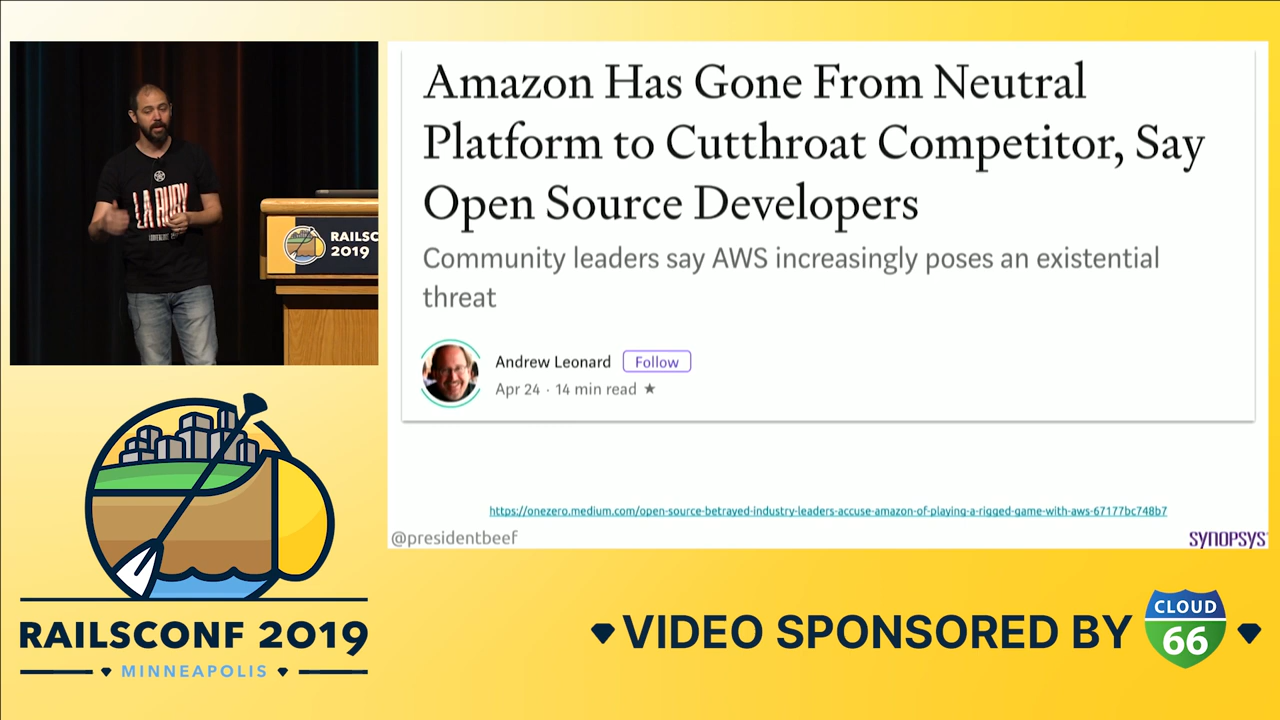 Amazon Has Gone From Neutral
Platform to Cutthroat Competitor, Say
Open Source Developers
Community leaders say AWS increasingly poses an existential
threat
Andrew Leonard Follow
Apr 24 · 14 min read ★
https://onezero.medium.com/open-source-betrayed-industry-leaders-accuse-amazon-of-playing-a-rigged-game-with-aws-67177bc748b7
@presidentbeef
SYNOPSYS
LA RUBY
RAILSC
2019
RAILSCONF 2019
MINNEAPOLIS
VIDEO SPONSORED BY
CLOUD
66